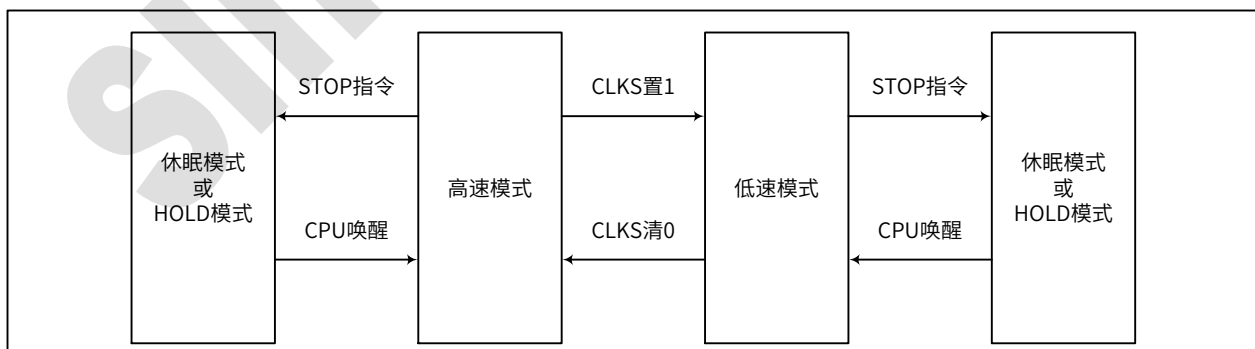 STOP指令
CLKS置1
STOP指令
休眠模式
或
HOLD模式
高速模式
低速模式
休眠模式
或
HOLD模式
CPU唤醒
CLKS清0
CPU唤醒